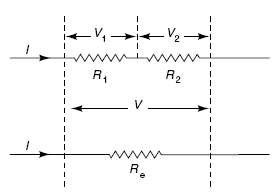 V₁ V₂
I
R₁ R₂
V
I
Rₑ